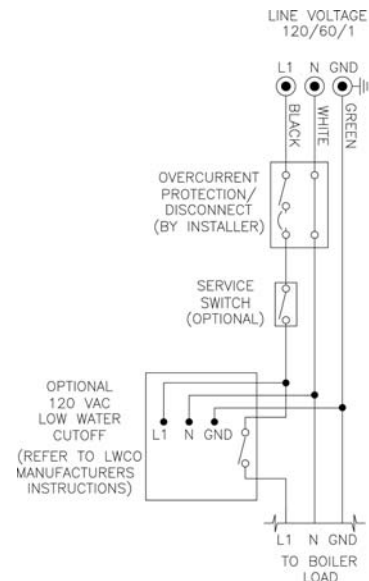 LINE VOLTAGE
120/60/1
L1 N GND
BLACK
WHITE
GREEN
OVERCURRENT
PROTECTION/
DISCONNECT
(BY INSTALLER)
SERVICE
SWITCH
(OPTIONAL)
OPTIONAL
120 VAC
LOW WATER
CUTOFF
(REFER TO LWCO
MANUFACTURERS
INSTRUCTIONS)
L1 N GND
L1 N GND
TO BOILER
LOAD